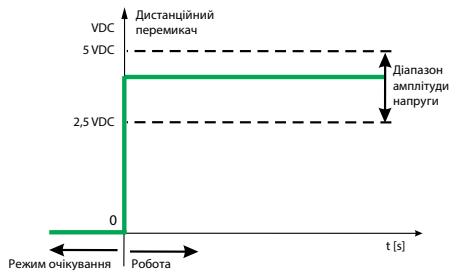 VDC
Дистанційний
перемикач
5 VDC
Діапазон
амплітуди
напруги
2,5 VDC
0
t [s]
Режим очікування
Робота